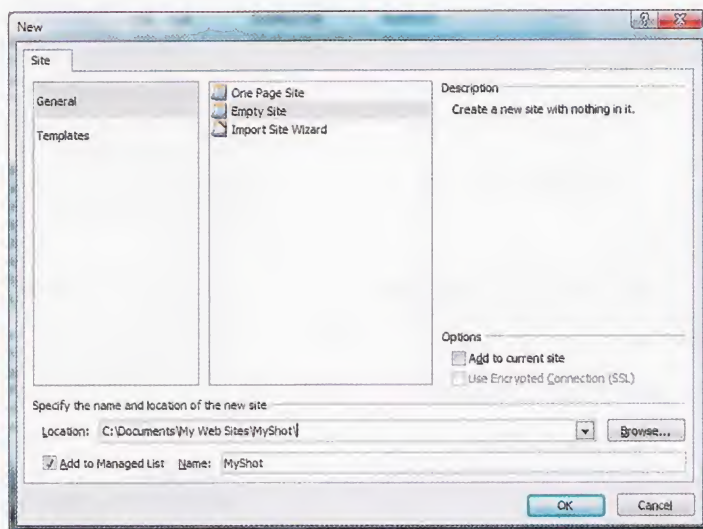 New
Site
General
Templates
One Page Site
Empty Site
Import Site Wizard
Description
Create a new site with nothing in it.
Options
Add to current site
Use Encrypted Connection (SSL)
Specify the name and location of the new site
Location: C:\Documents\My Web Sites\MyShot\
Browse...
Add to Managed List Name: MyShot
OK Cancel